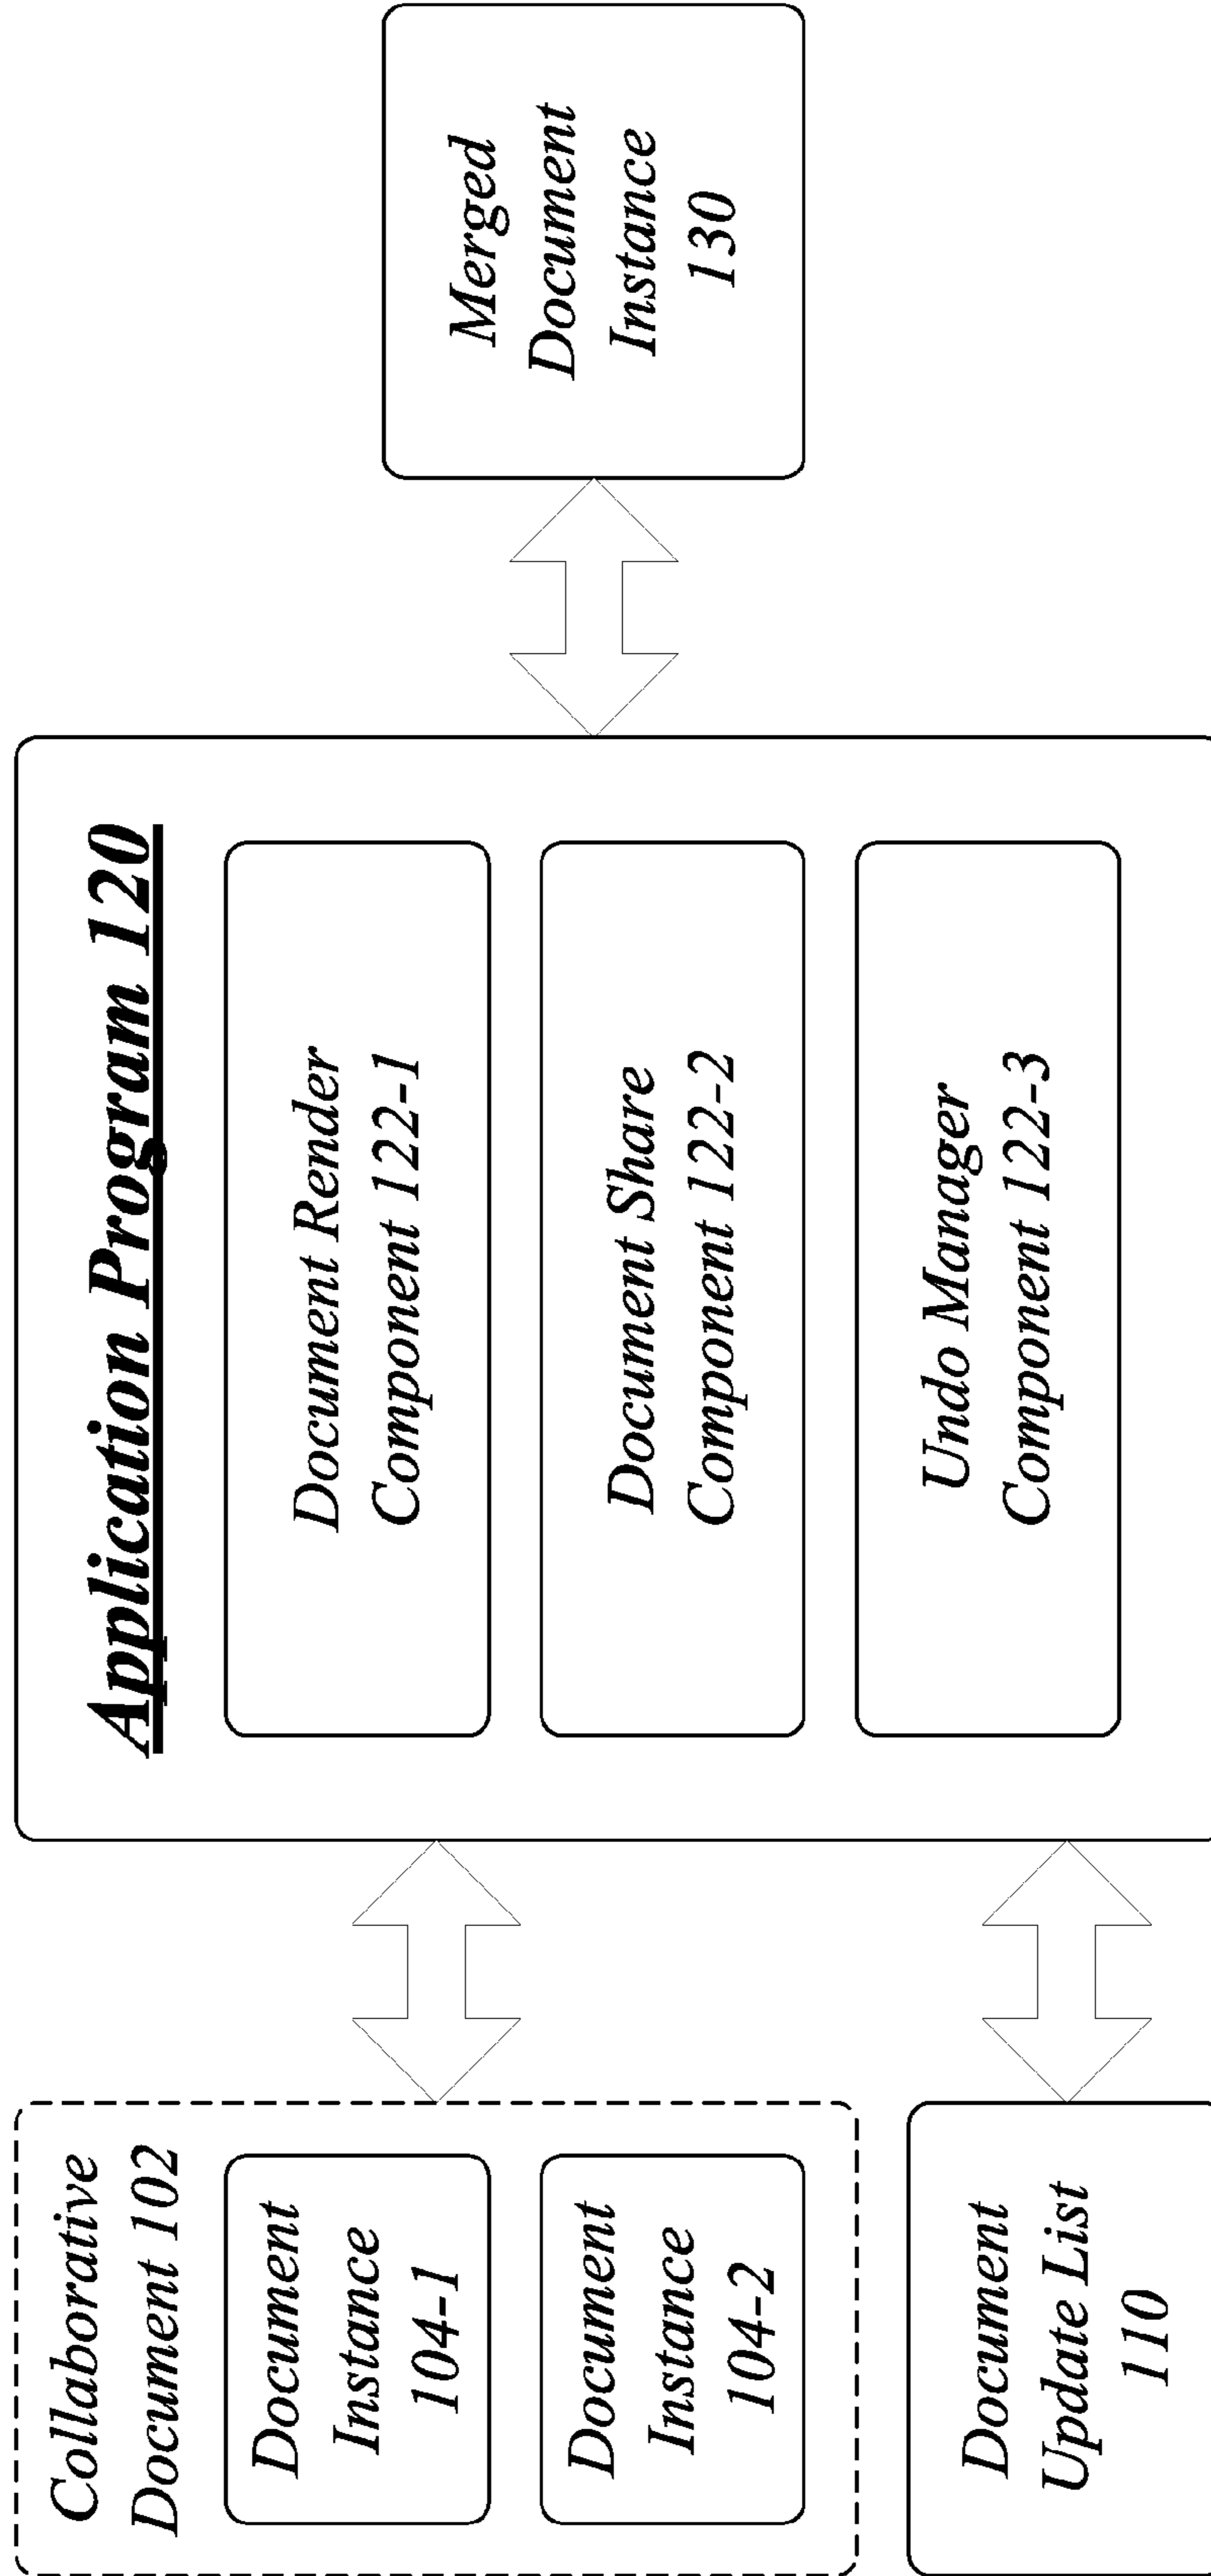 Collaborative
Document 102
Document
Instance
104-1
Document
Instance
104-2
Document
Update List
110
Application Program 120
Document Render
Component 122-1
Document Share
Component 122-2
Undo Manager
Component 122-3
Merged
Document
Instance
130